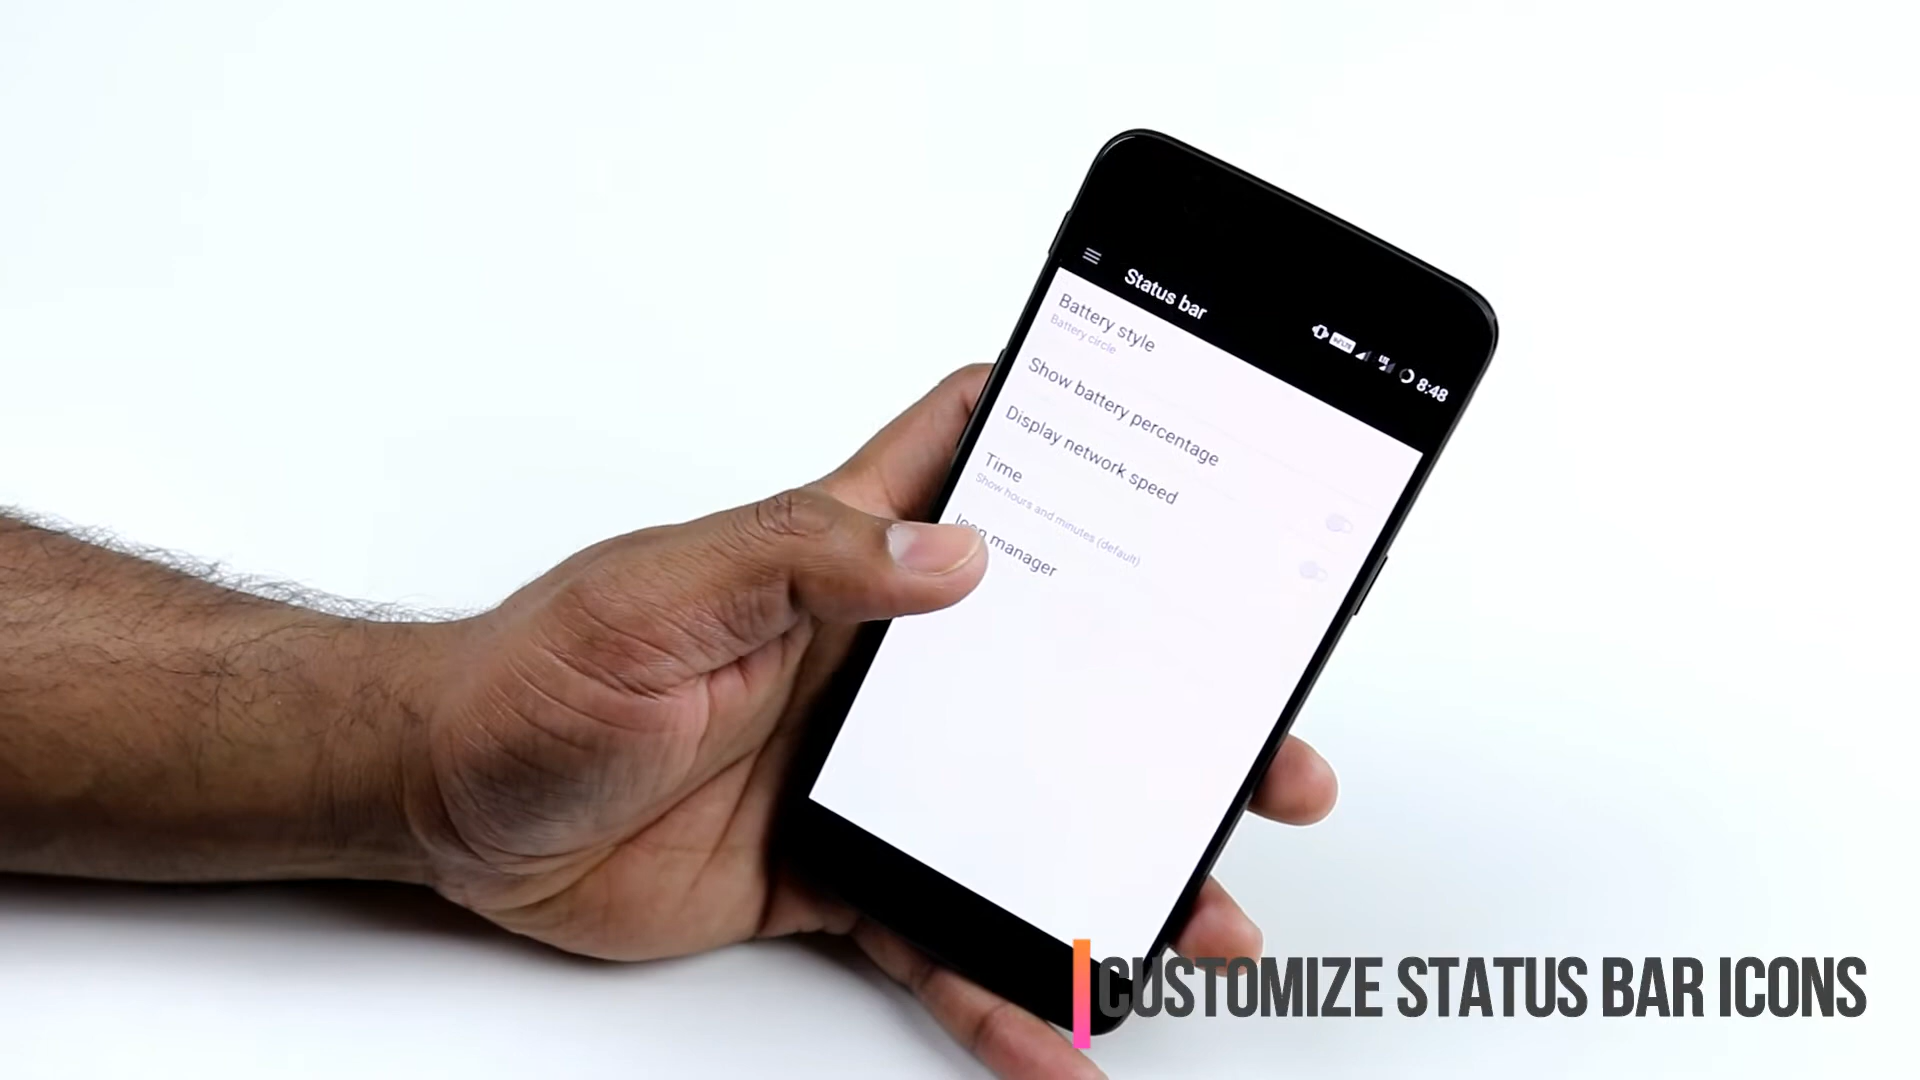 Status bar
8:48
Battery style
Battery circle
Show battery percentage
Display network speed
Time
Show hours and minutes (default)
Icon manager
CUSTOMIZE STATUS BAR ICONS